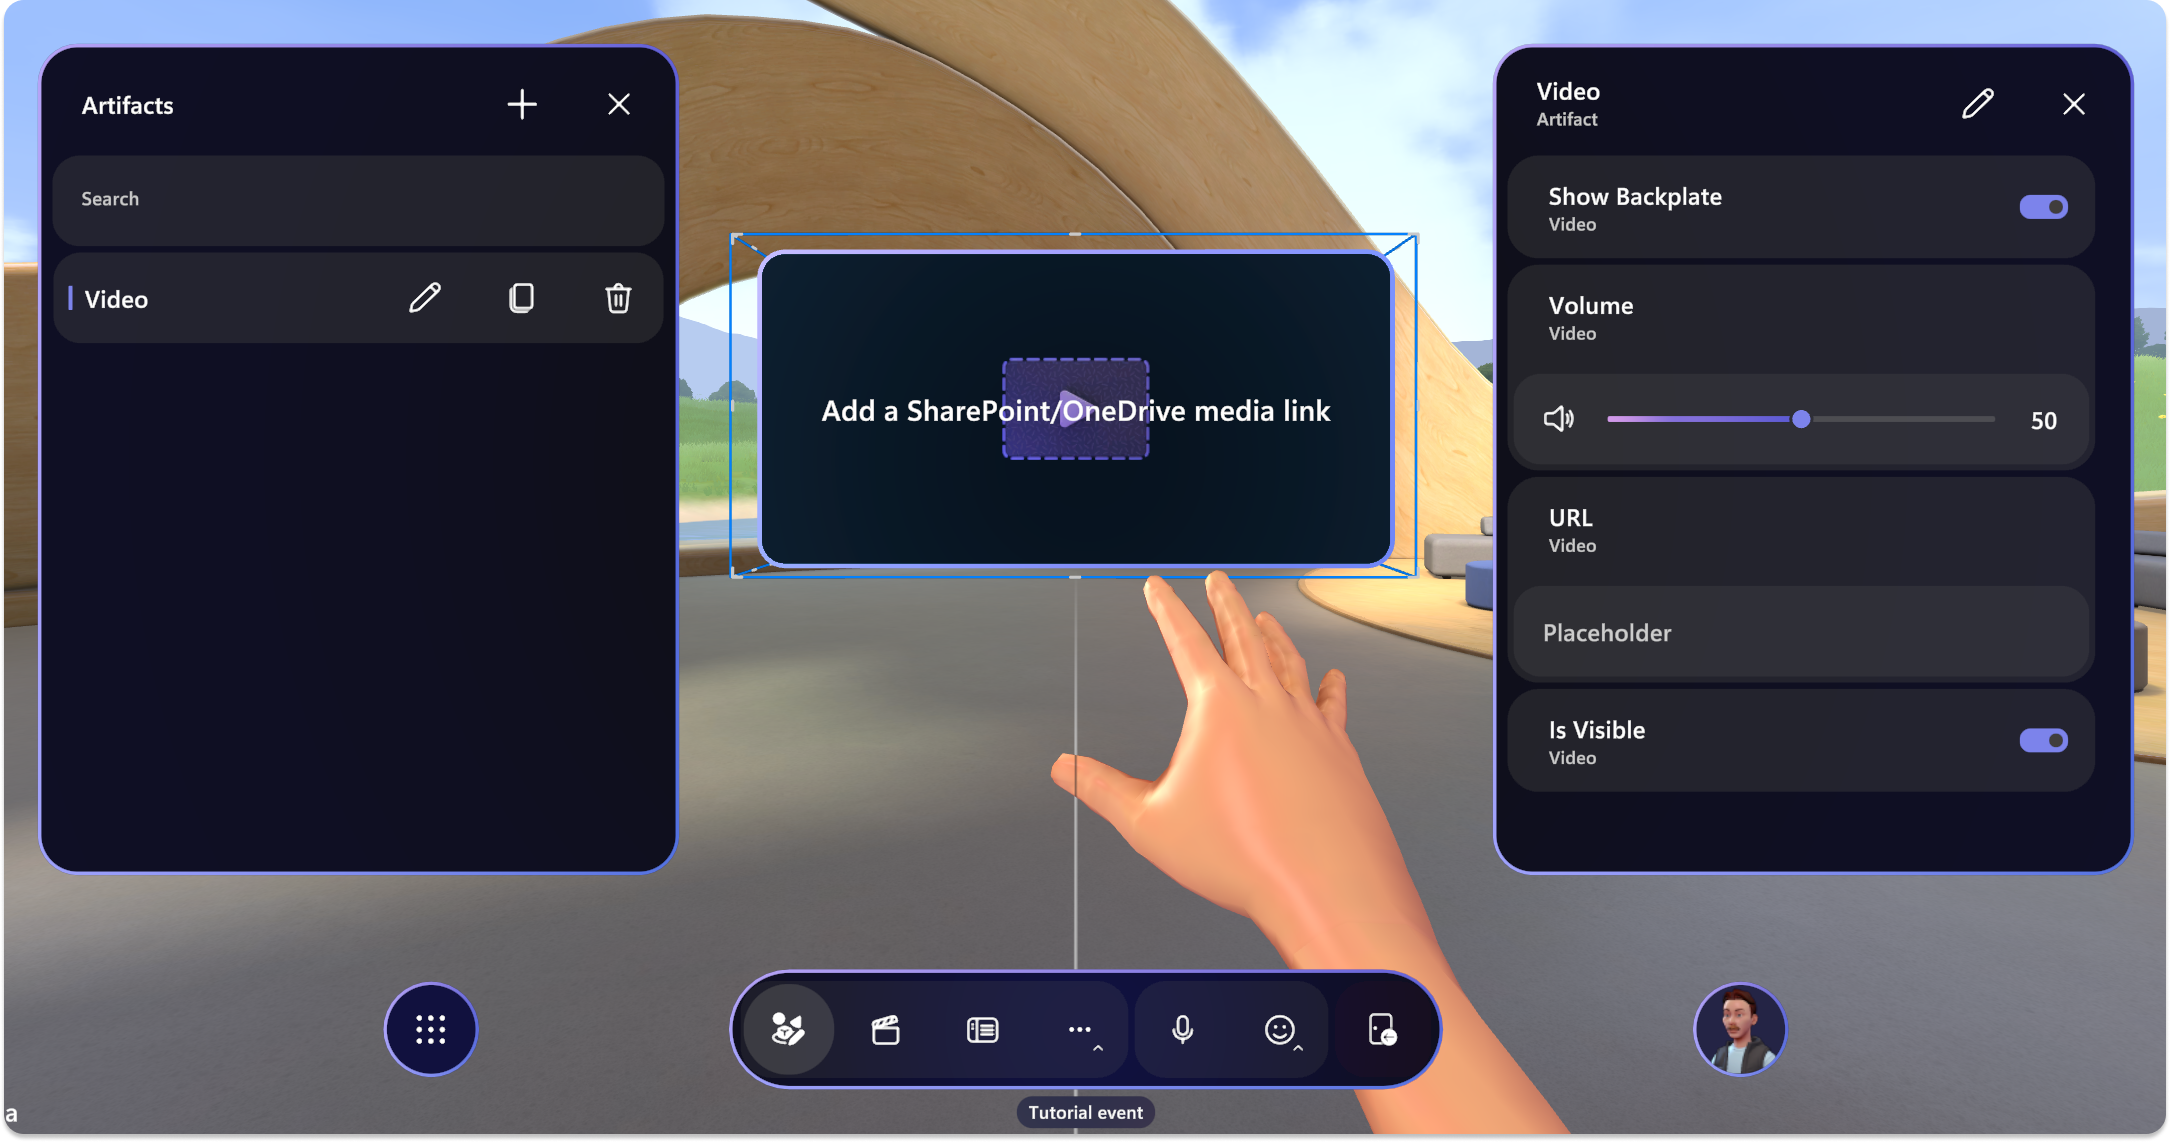 Artifacts
Search
Video
Add a SharePoint/OneDrive media link
Video
Artifact
Show Backplate
Video
Volume
Video
50
URL
Video
Placeholder
Is Visible
Video
a
Tutorial event